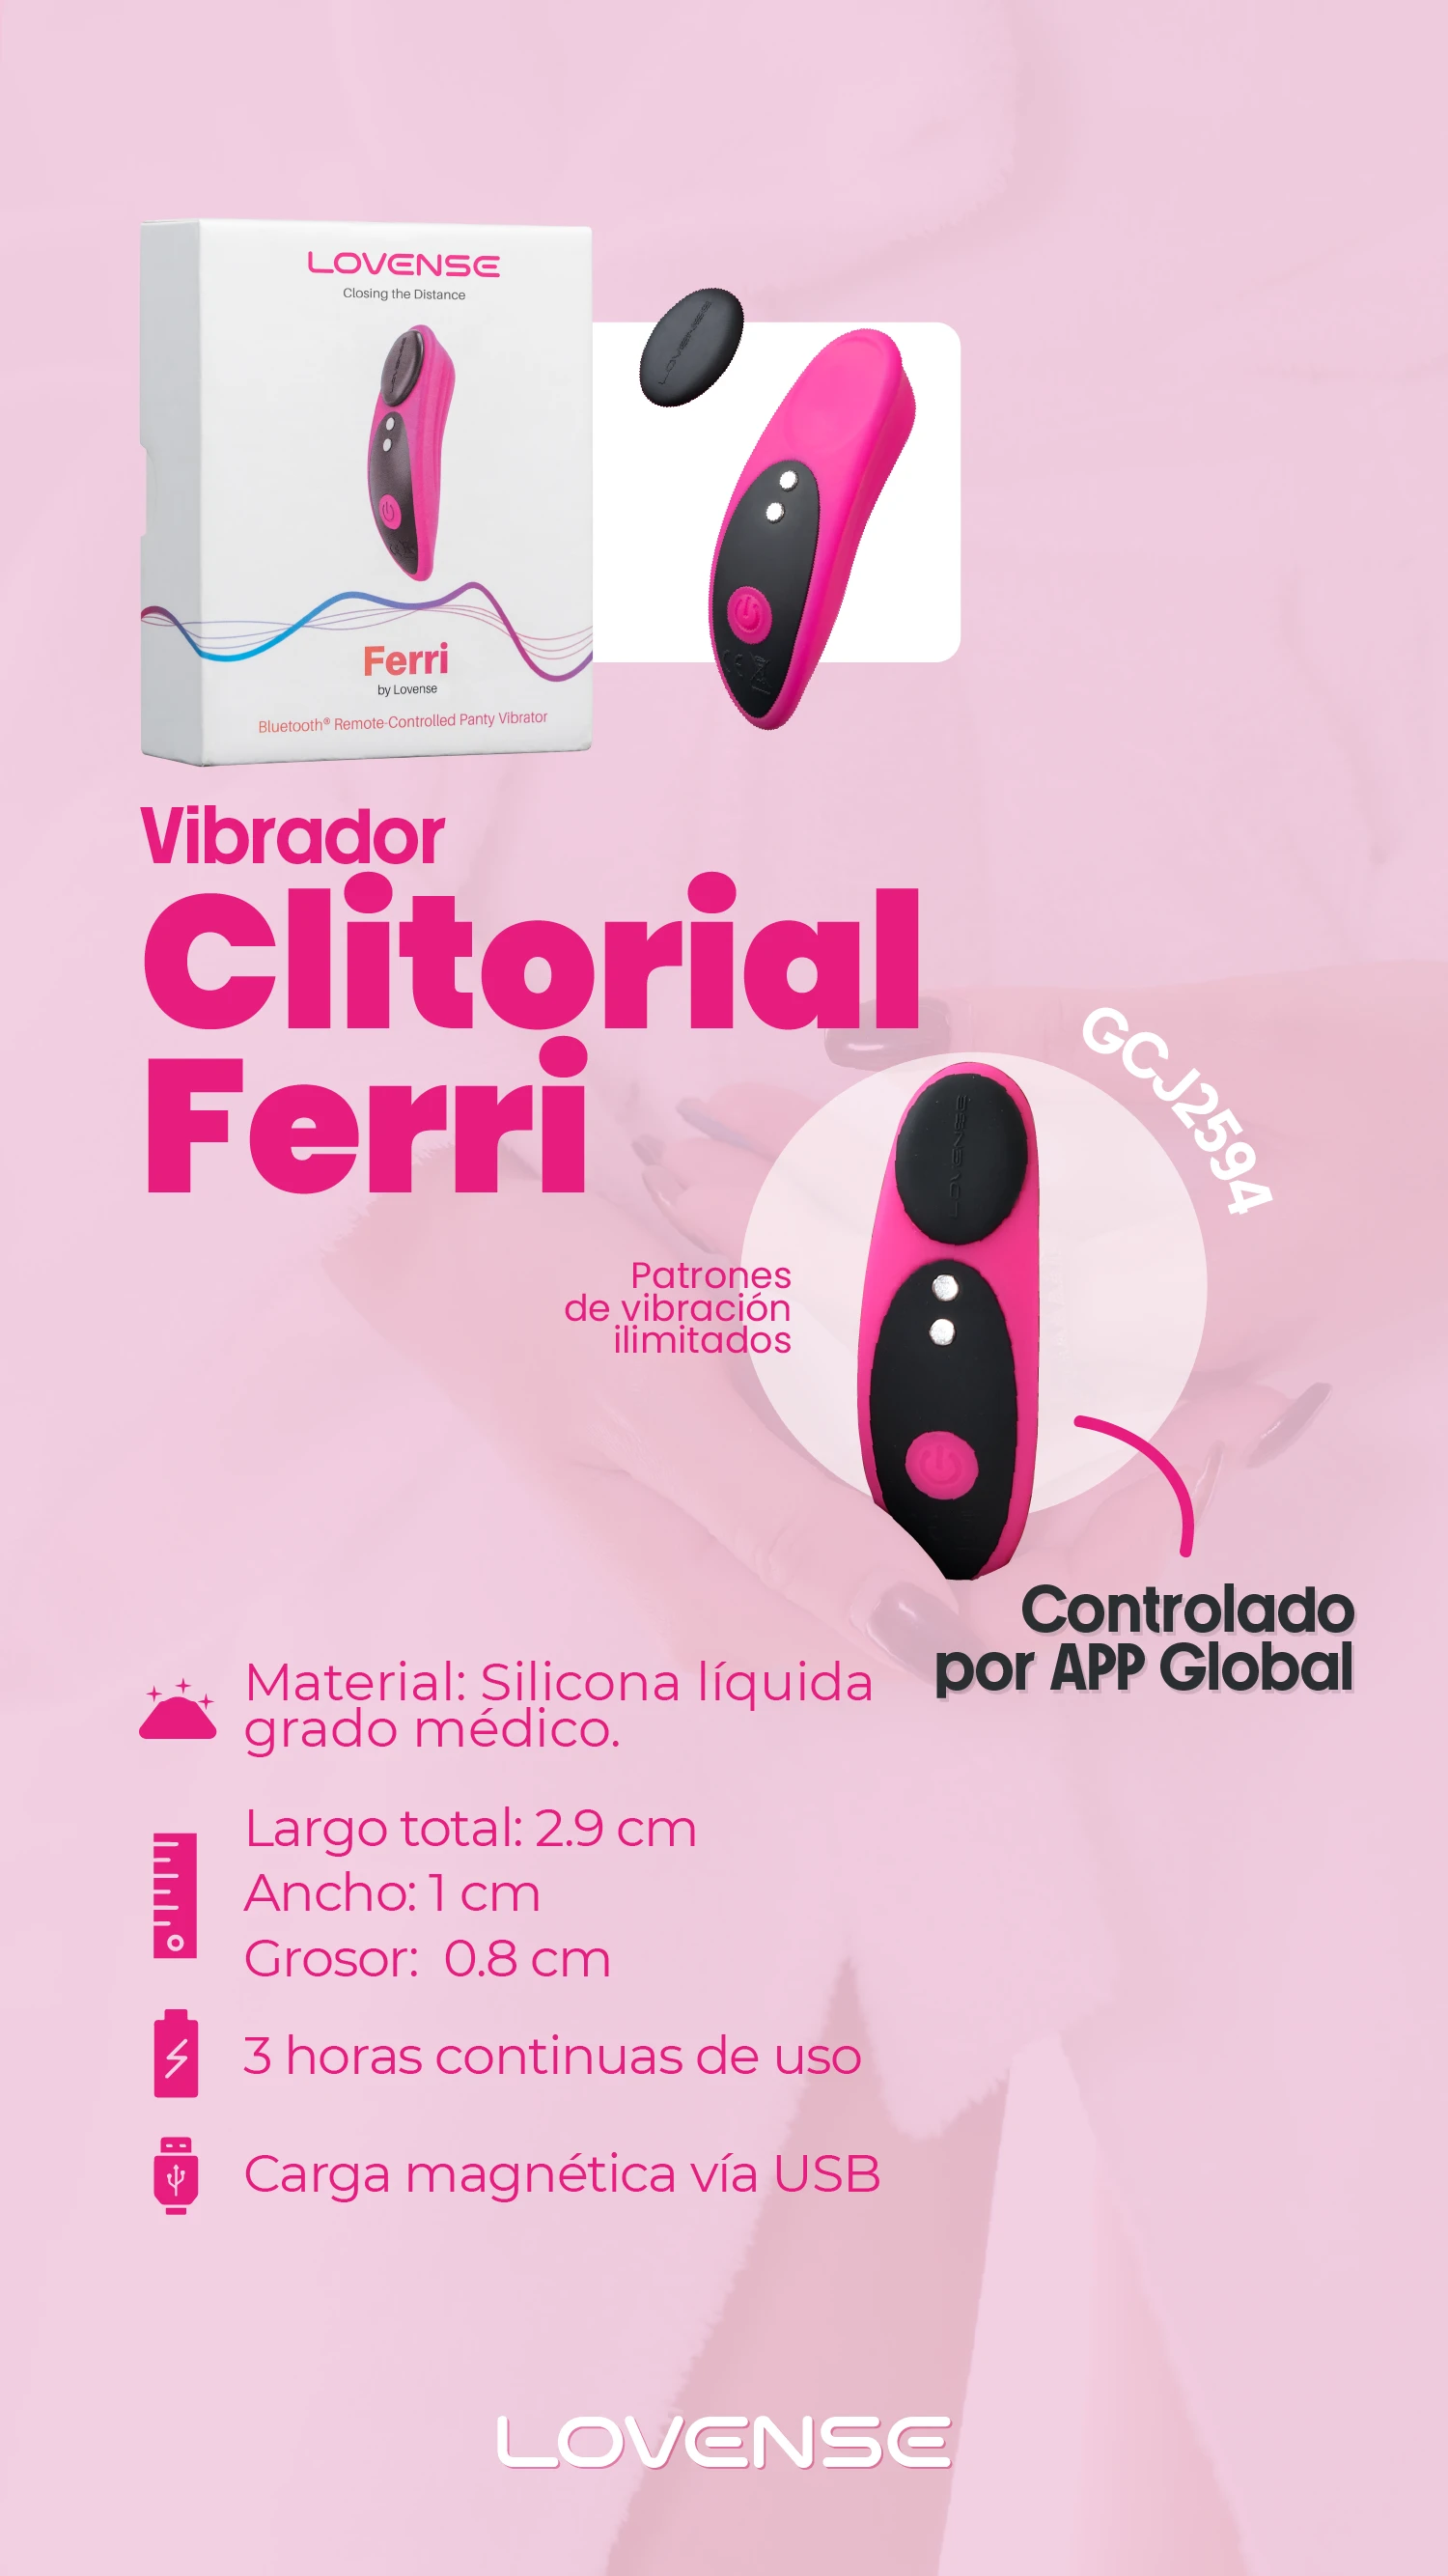 LOVENSE
Closing the Distance
Ferri
by Lovense
Bluetooth® Remote-Controlled Panty Vibrator
LOVENSE
Vibrador
Clitorial
Ferri
GCJ2594
LOVENSE
Patrones
de vibración
ilimitados
Controlado
por APP Global
Material: Silicona líquida
grado médico.
Largo total: 2.9 cm
Ancho: 1 cm
Grosor: 0.8 cm
3 horas continuas de uso
Carga magnética vía USB
LOVENSE